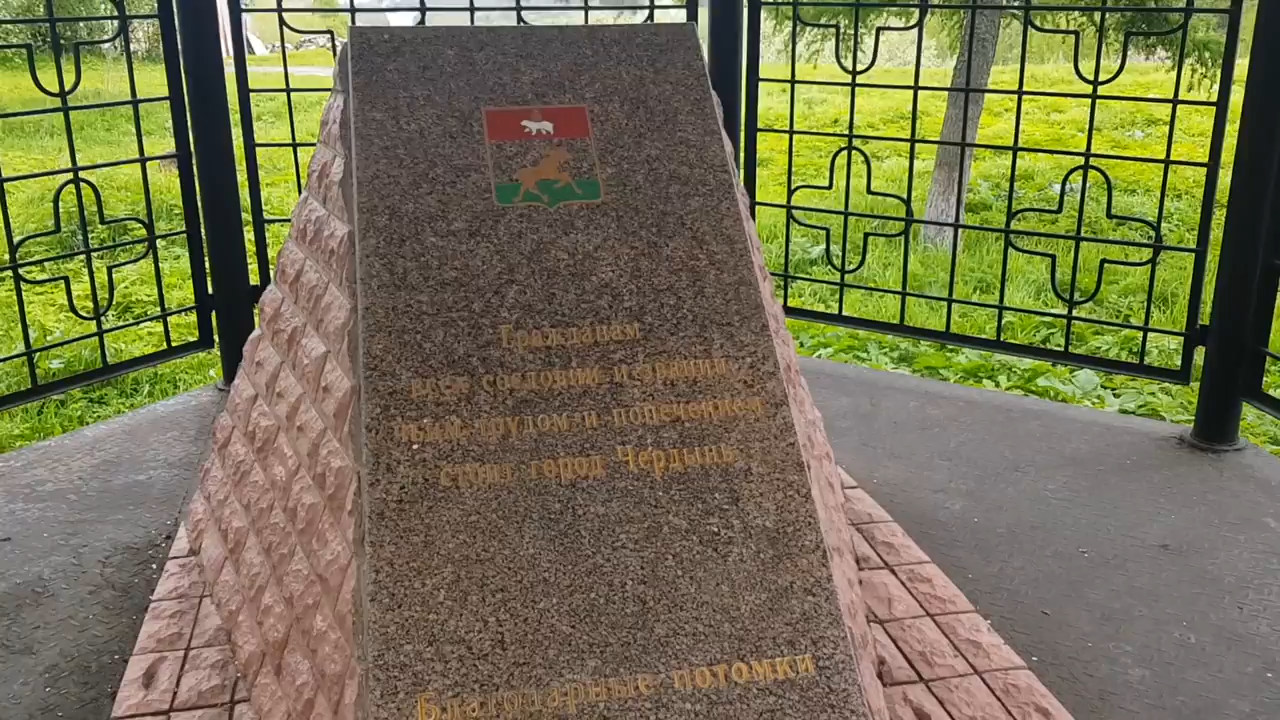 Гражданам
всех сословий и званий,
чьим трудом и попечением
стоит город Чердынь
Благодарные потомки